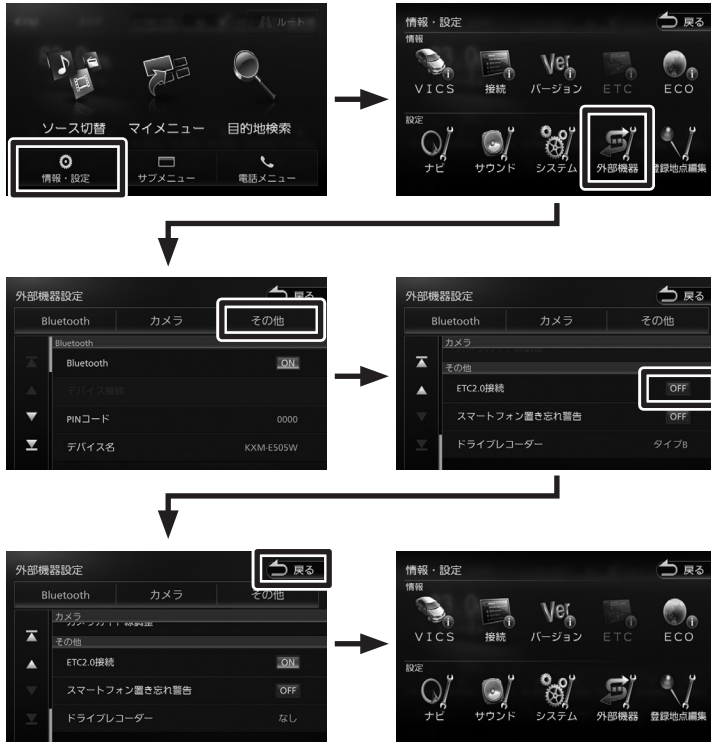 ルート
ソース切替 マイメニュー 目的地検索
情報・設定 サブメニュー 電話メニュー
情報・設定 戻る
情報
VICS 接続 バージョン ETC ECO
Ver
設定
ナビ サウンド システム 外部機器 登録地点編集
外部機器設定 戻る
Bluetooth カメラ その他
Bluetooth
Bluetooth ON
デバイス接続
PINコード 0000
デバイス名 KXM-E505W
外部機器設定 戻る
Bluetooth カメラ その他
カメラ
その他
ETC2.0接続 OFF
スマートフォン置き忘れ警告 OFF
ドライブレコーダー タイプB
外部機器設定 戻る
Bluetooth カメラ その他
カメラ
その他
ETC2.0接続 ON
スマートフォン置き忘れ警告 OFF
ドライブレコーダー なし
情報・設定 戻る
情報
Ver
VICS 接続 バージョン ETC ECO
設定
ナビ サウンド システム 外部機器 登録地点編集